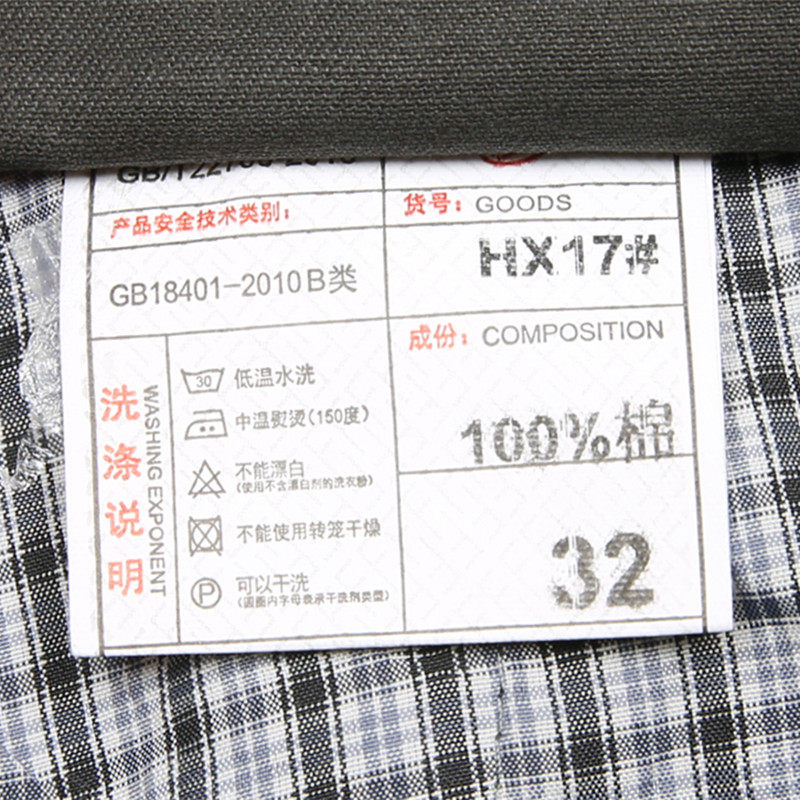 产品安全技术类别：
GB18401-2010B类
货号：GOODS
HX17#
成份：COMPOSITION
100%棉
32
洗涤说明
WASHING EXPONENT
30 低温水洗
中温熨烫(150度)
不能漂白
(使用不含漂白剂的洗衣粉)
不能使用转笼干燥
P 可以干洗
(圆圈内字母表示干洗剂类型)